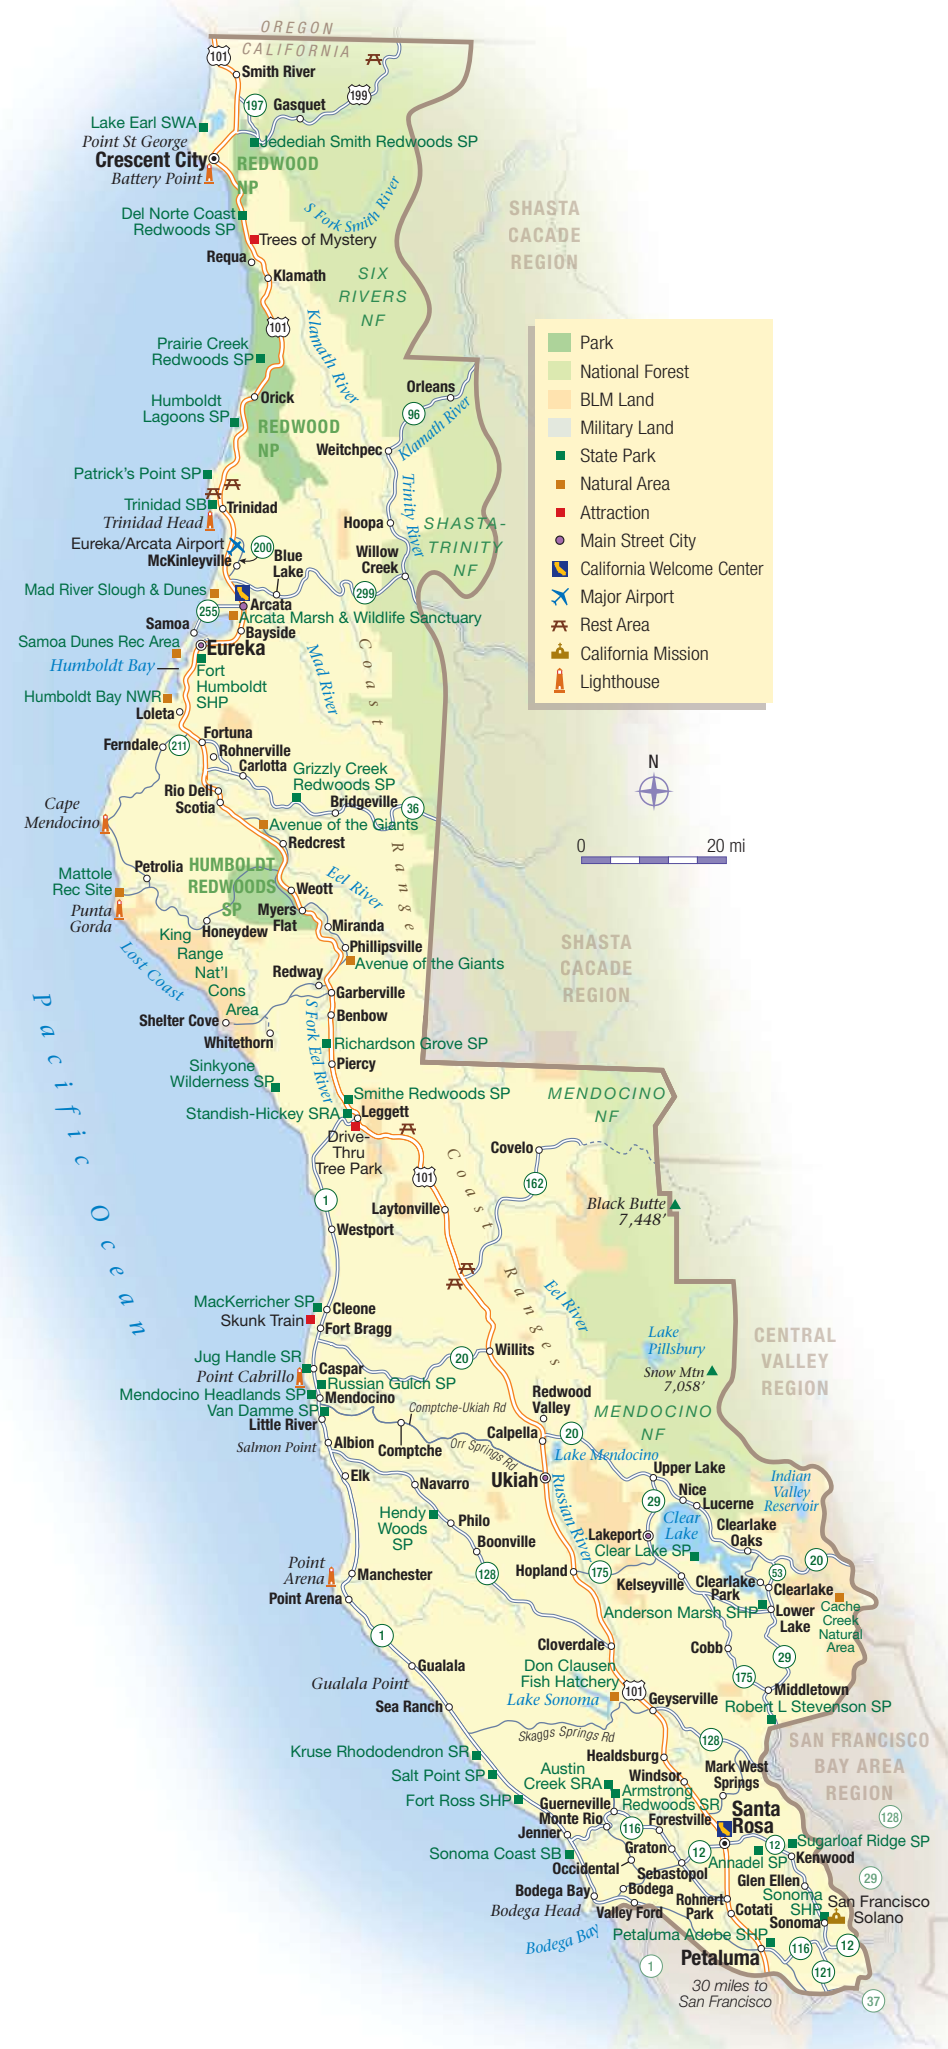 OREGON
CALIFORNIA
101
Smith River
197
Gasquet
199
Lake Earl SWA
Point St George
Jedediah Smith Redwoods SP
Crescent City
REDWOOD
NP
Battery Point
S Fork Smith River
Del Norte Coast
Redwoods SP
SHASTA
CACADE
REGION
Trees of Mystery
Requa
Klamath
SIX
RIVERS
NF
101
Klamath River
Prairie Creek
Redwoods SP
Park
National Forest
BLM Land
Military Land
State Park
Natural Area
Attraction
Main Street City
California Welcome Center
Major Airport
Rest Area
California Mission
Lighthouse
Orleans
Orick
Humboldt
Lagoons SP
96
Klamath River
REDWOOD
NP
Weitchpec
Patrick's Point SP
Trinity River
Trinidad SB
Trinidad
Trinidad Head
Hoopa
SHASTA-
TRINITY
NF
Eureka/Arcata Airport
200
McKinleyville
Blue
Lake
Willow
Creek
299
Mad River Slough & Dunes
Arcata
255
Arcata Marsh & Wildlife Sanctuary
Samoa
Bayside
Samoa Dunes Rec Area
Eureka
Humboldt Bay
Fort
Humboldt
SHP
Mad River
Coast
Humboldt Bay NWR
Loleta
Fortuna
Ferndale
211
Rohnerville
Carlotta
Grizzly Creek
Redwoods SP
N
0
20 mi
Rio Dell
Scotia
Bridgeville
36
Cape
Mendocino
Avenue of the Giants
Redcrest
Range
Petrolia
HUMBOLDT
REDWOODS
SP
Mattole
Rec Site
Weott
Eel River
Punta
Gorda
Myers
Flat
Honeydew
Miranda
King
Range
Nat'l
Cons
Area
Phillipsville
Avenue of the Giants
SHASTA
CACADE
REGION
Lost Coast
Redway
Garberville
Pacific Ocean
Benbow
Shelter Cove
Whitethorn
S Fork Eel River
Richardson Grove SP
Piercy
Sinkyone
Wilderness SP
Smithe Redwoods SP
MENDOCINO
NF
Standish-Hickey SRA
Leggett
Drive-
Thru
Tree Park
Covelo
Coast
101
162
1
Black Butte
7,448'
Laytonville
Westport
Ranges
Eel River
MacKerricher SP
Cleone
Skunk Train
Fort Bragg
Lake
Pillsbury
CENTRAL
VALLEY
REGION
Jug Handle SR
Caspar
20
Willits
Point Cabrillo
Russian Gulch SP
Snow Mtn
7,058'
Mendocino Headlands SP
Mendocino
Redwood
Valley
Van Damme SP
Comptche-Ukiah Rd
MENDOCINO
NF
Little River
Calpella
20
Salmon Point
Albion
Comptche
Orr Springs Rd
Lake Mendocino
Upper Lake
Elk
Ukiah
Indian
Valley
Reservoir
Navarro
Nice
Lucerne
29
Russian River
Clear
Lake
Hendy
Woods
SP
Philo
Clearlake
Oaks
Lakeport
Boonville
Clear Lake SP
20
Point
Arena
Manchester
128
Hopland
175
Kelseyville
53
Clearlake
Park
Clearlake
Point Arena
Anderson Marsh SHP
Lower
Lake
Cache
Creek
Natural
Area
1
Cloverdale
Cobb
29
Gualala
Don Clausen
Fish Hatchery
175
Gualala Point
101
Middletown
Lake Sonoma
Geyserville
Sea Ranch
Robert L Stevenson SP
Skaggs Springs Rd
128
SAN FRANCISCO
BAY AREA
REGION
Kruse Rhododendron SR
Healdsburg
Mark West
Springs
Salt Point SP
Austin
Creek SRA
Windsor
Armstrong
Redwoods SR
Fort Ross SHP
Guerneville
Santa
Rosa
128
Monte Rio
Forestville
Jenner
116
12
Sugarloaf Ridge SP
Graton
12
Kenwood
Sonoma Coast SB
Annadel SP
Occidental
Sebastopol
Glen Ellen
29
Bodega Bay
Bodega
Sonoma
SHP
San Francisco
Solano
Rohnert
Park
Cotati
Bodega Head
Valley Ford
Sonoma
Petaluma Adobe SHP
Bodega Bay
116
12
Petaluma
1
121
30 miles to
San Francisco
37